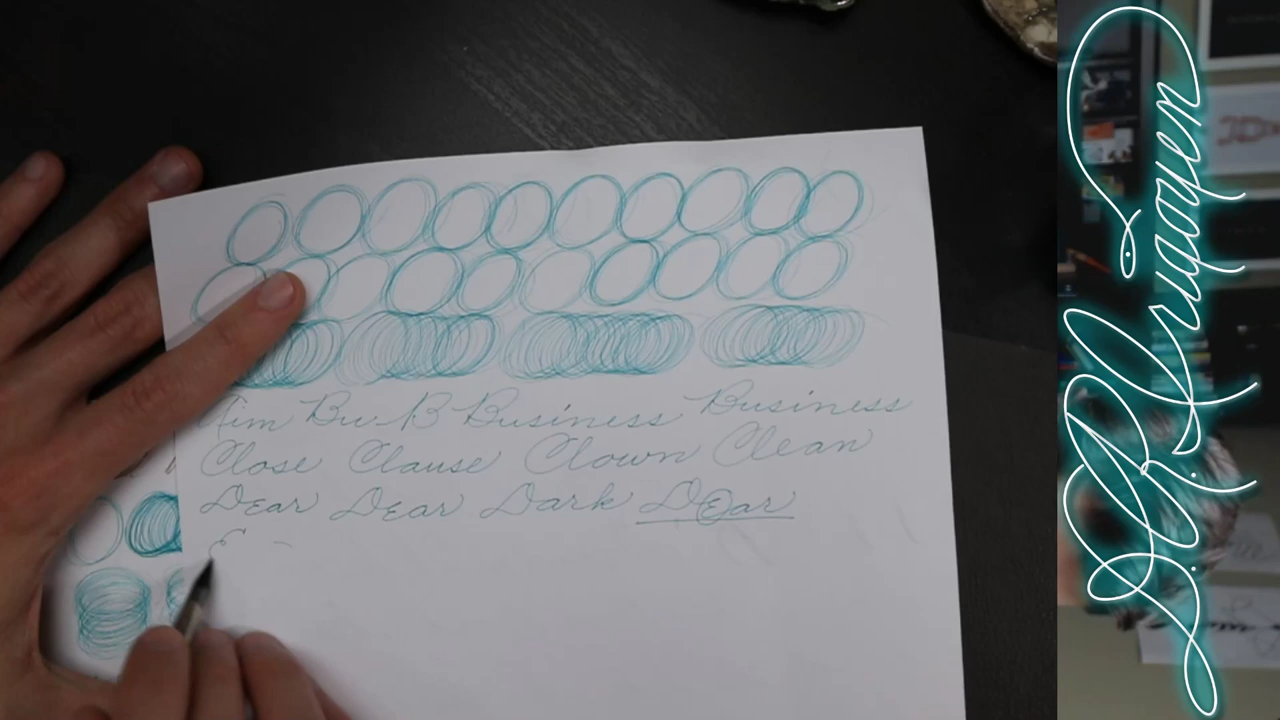 Aim Bu B Business Business
Close Clause Clown Clean
Dear Dear Dark Dear
E